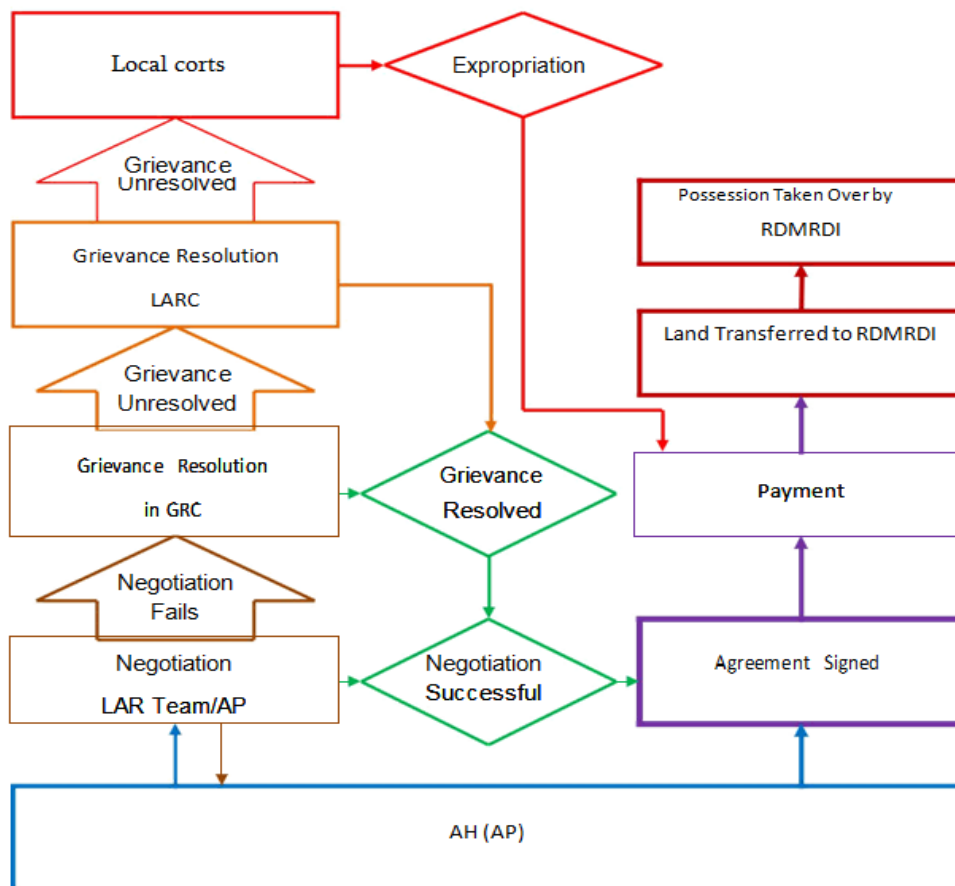 Local corts
Expropriation
Grievance
Unresolved
Possession Taken Over by
RDMRDI
Grievance Resolution
LARC
Land Transferred to RDMRDI
Grievance
Unresolved
Grievance Resolution
in GRC
Grievance
Resolved
Payment
Negotiation
Fails
Negotiation
LAR Team/AP
Negotiation
Successful
Agreement Signed
AH (AP)